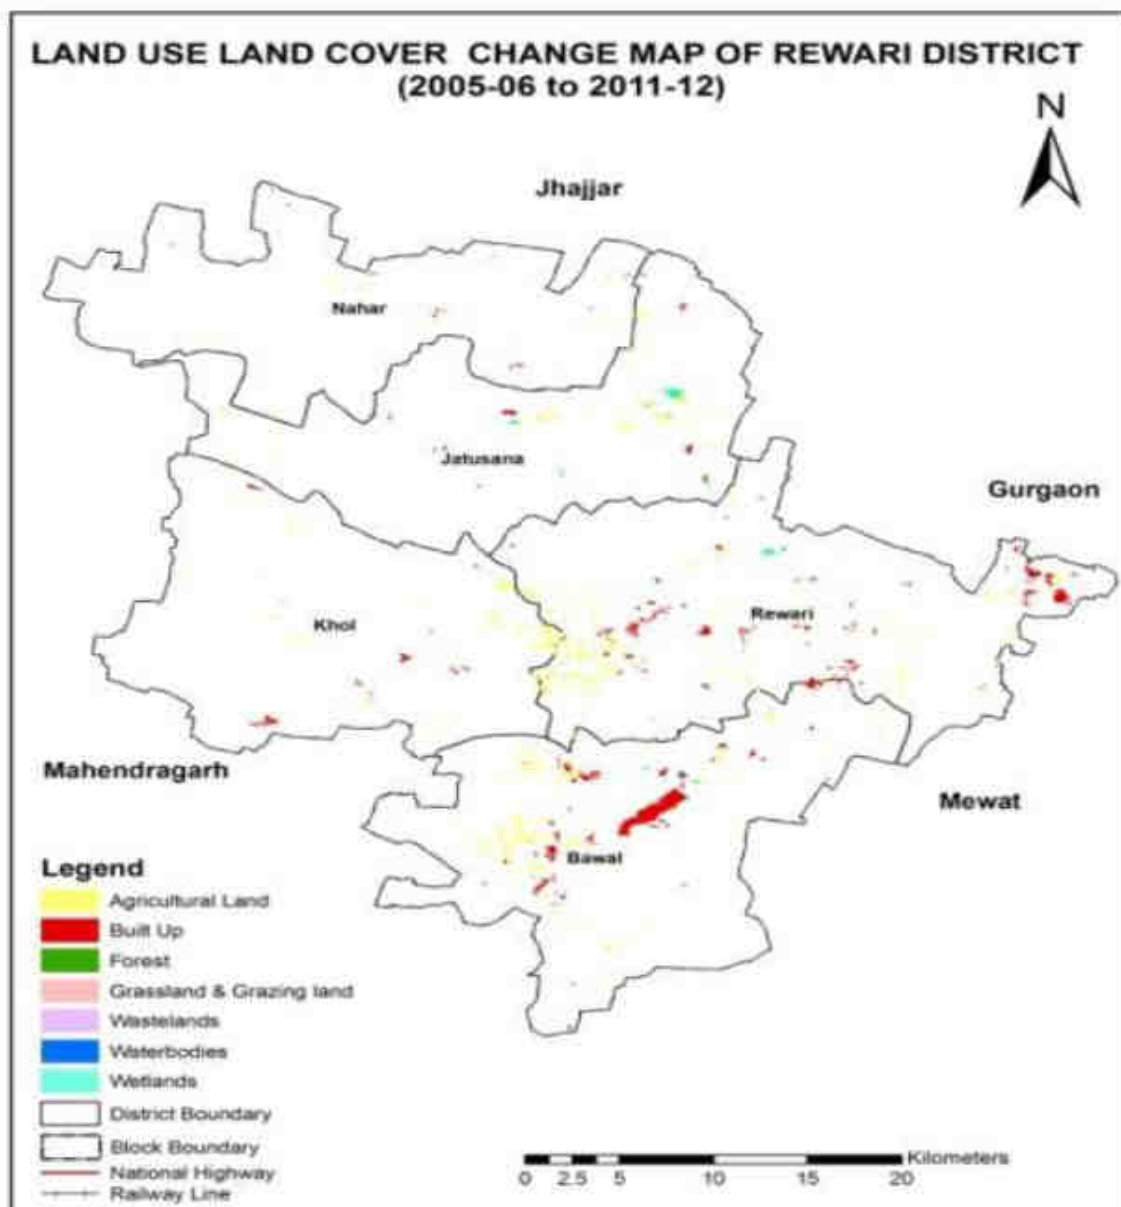 LAND USE LAND COVER CHANGE MAP OF REWARI DISTRICT
(2005-06 to 2011-12)
N
Jhajjar
Nahar
Jatusana
Gurgaon
Khol
Rewari
Mahendragarh
Mewat
Bawal
Legend
Agricultural Land
Built Up
Forest
Grassland & Grazing land
Wastelands
Waterbodies
Wetlands
District Boundary
Block Boundary
National Highway
Railway Line
Kilometers
0 2.5 5 10 15 20